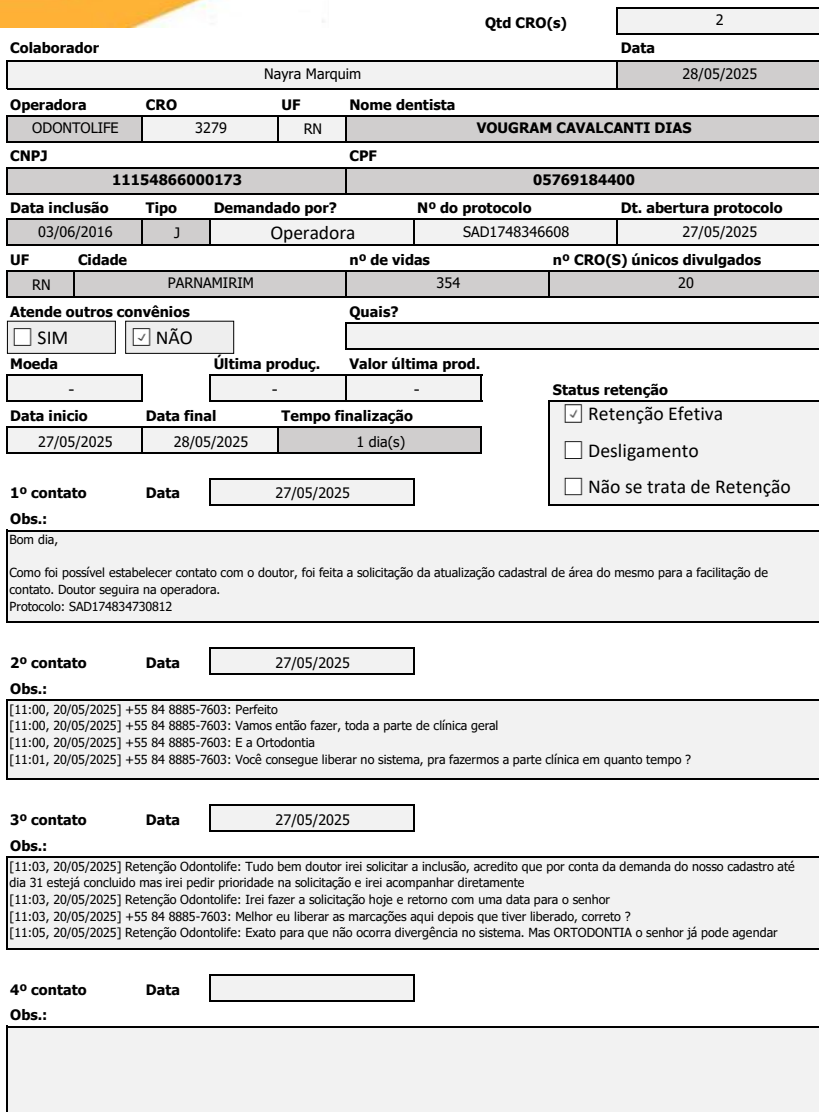 Qtd CRO(s) 2
Colaborador Data
Nayra Marquim 28/05/2025
Operadora CRO UF Nome dentista
ODONTOLIFE 3279 RN VOUGRAM CAVALCANTI DIAS
CNPJ CPF
11154866000173 05769184400
Data inclusão Tipo Demandado por? Nº do protocolo Dt. abertura protocolo
03/06/2016 J Operadora SAD1748346608 27/05/2025
UF Cidade nº de vidas nº CRO(S) únicos divulgados
RN PARNAMIRIM 354 20
Atende outros convênios Quais?
☐ SIM ☑ NÃO
Moeda Última produç. Valor última prod.
- - -
Status retenção
Data inicio Data final Tempo finalização
27/05/2025 28/05/2025 1 dia(s)
☑ Retenção Efetiva
☐ Desligamento
☐ Não se trata de Retenção
1º contato Data 27/05/2025
Obs.:
Bom dia,
Como foi possível estabelecer contato com o doutor, foi feita a solicitação da atualização cadastral de área do mesmo para a facilitação de
contato. Doutor seguira na operadora.
Protocolo: SAD174834730812
2º contato Data 27/05/2025
Obs.:
[11:00, 20/05/2025] +55 84 8885-7603: Perfeito
[11:00, 20/05/2025] +55 84 8885-7603: Vamos então fazer, toda a parte de clínica geral
[11:00, 20/05/2025] +55 84 8885-7603: E a Ortodontia
[11:01, 20/05/2025] +55 84 8885-7603: Você consegue liberar no sistema, pra fazermos a parte clínica em quanto tempo ?
3º contato Data 27/05/2025
Obs.:
[11:03, 20/05/2025] Retenção Odontolife: Tudo bem doutor irei solicitar a inclusão, acredito que por conta da demanda do nosso cadastro até
dia 31 estejá concluido mas irei pedir prioridade na solicitação e irei acompanhar diretamente
[11:03, 20/05/2025] Retenção Odontolife: Irei fazer a solicitação hoje e retorno com uma data para o senhor
[11:03, 20/05/2025] +55 84 8885-7603: Melhor eu liberar as marcações aqui depois que tiver liberado, correto ?
[11:05, 20/05/2025] Retenção Odontolife: Exato para que não ocorra divergência no sistema. Mas ORTODONTIA o senhor já pode agendar
4º contato Data
Obs.: